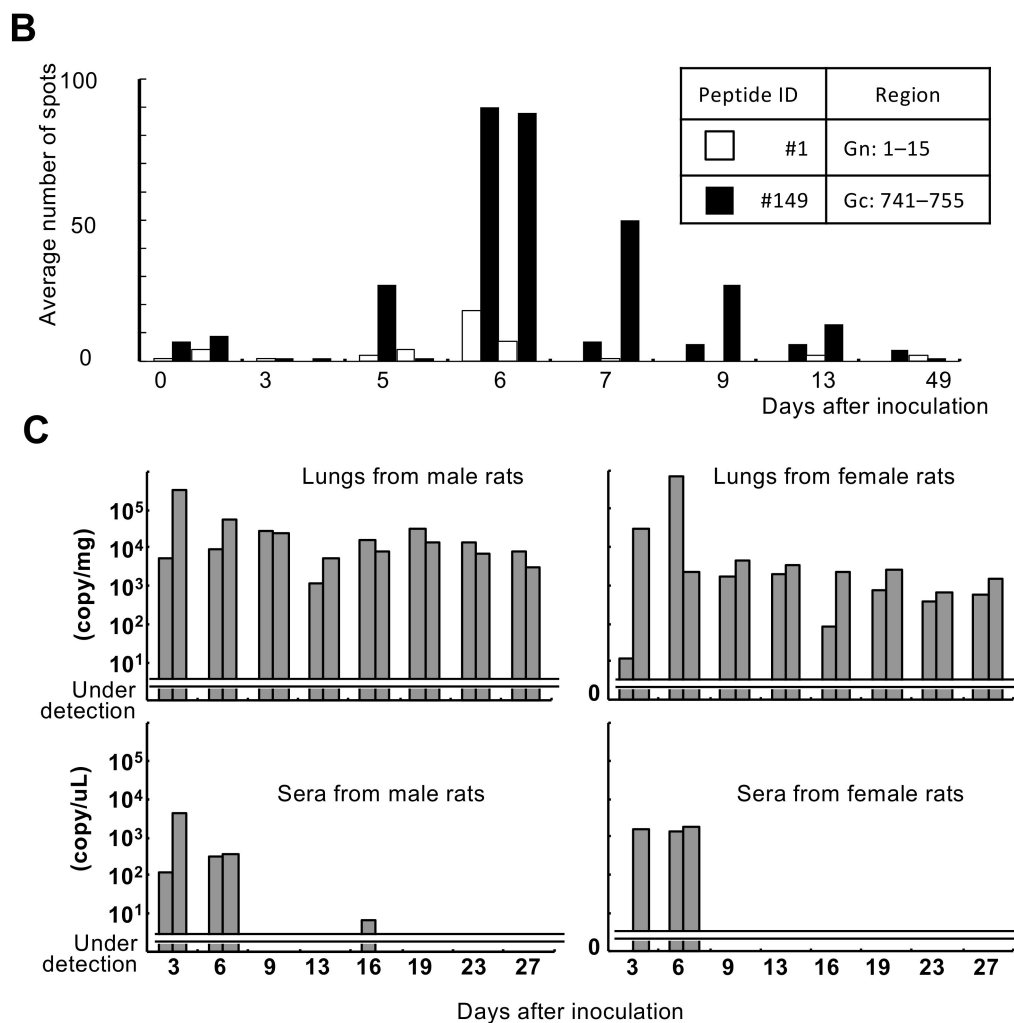 B
Average number of spots
100
50
0
Peptide ID Region
#1 Gn: 1–15
#149 Gc: 741–755
0 3 5 6 7 9 13 49
Days after inoculation
C
Lungs from male rats
(copy/mg)
10⁵
10⁴
10³
10²
10¹
Under
detection
Lungs from female rats
0
Sera from male rats
(copy/uL)
10⁵
10⁴
10³
10²
10¹
Under
detection
3 6 9 13 16 19 23 27
Sera from female rats
0
3 6 9 13 16 19 23 27
Days after inoculation